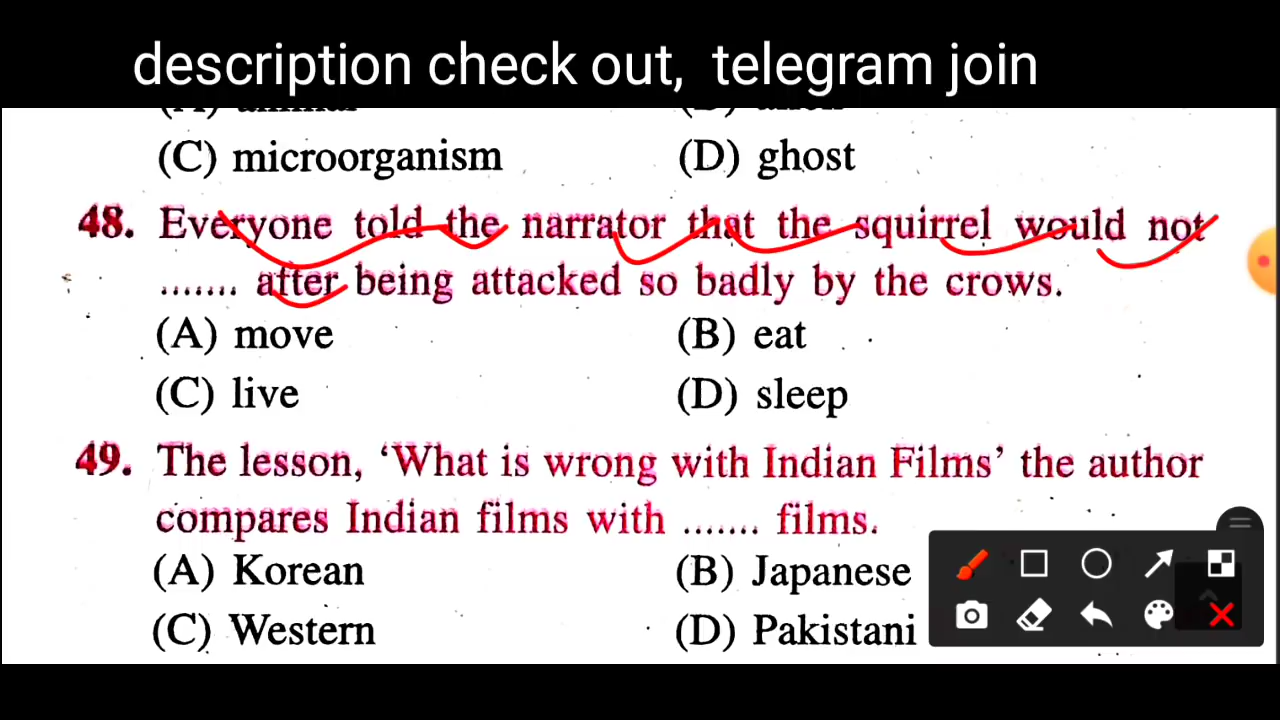 description check out, telegram join
(C) microorganism (D) ghost
48. Everyone told the narrator that the squirrel would not
....... after being attacked so badly by the crows.
(A) move (B) eat
(C) live (D) sleep
49. The lesson, ‘What is wrong with Indian Films’ the author
compares Indian films with ....... films.
(A) Korean (B) Japanese
(C) Western (D) Pakistani